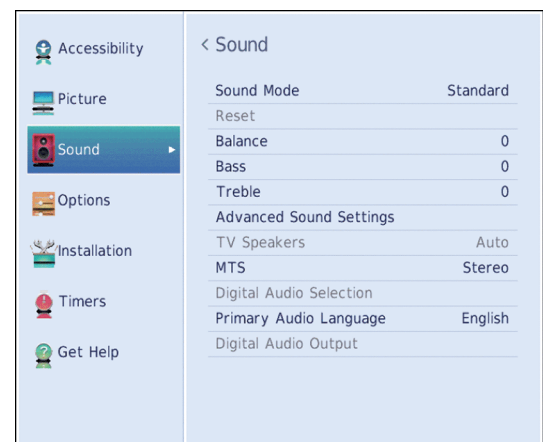 Accessibility
Picture
Sound
Options
Installation
Timers
Get Help
< Sound
Sound Mode Standard
Reset
Balance 0
Bass 0
Treble 0
Advanced Sound Settings
TV Speakers Auto
MTS Stereo
Digital Audio Selection
Primary Audio Language English
Digital Audio Output